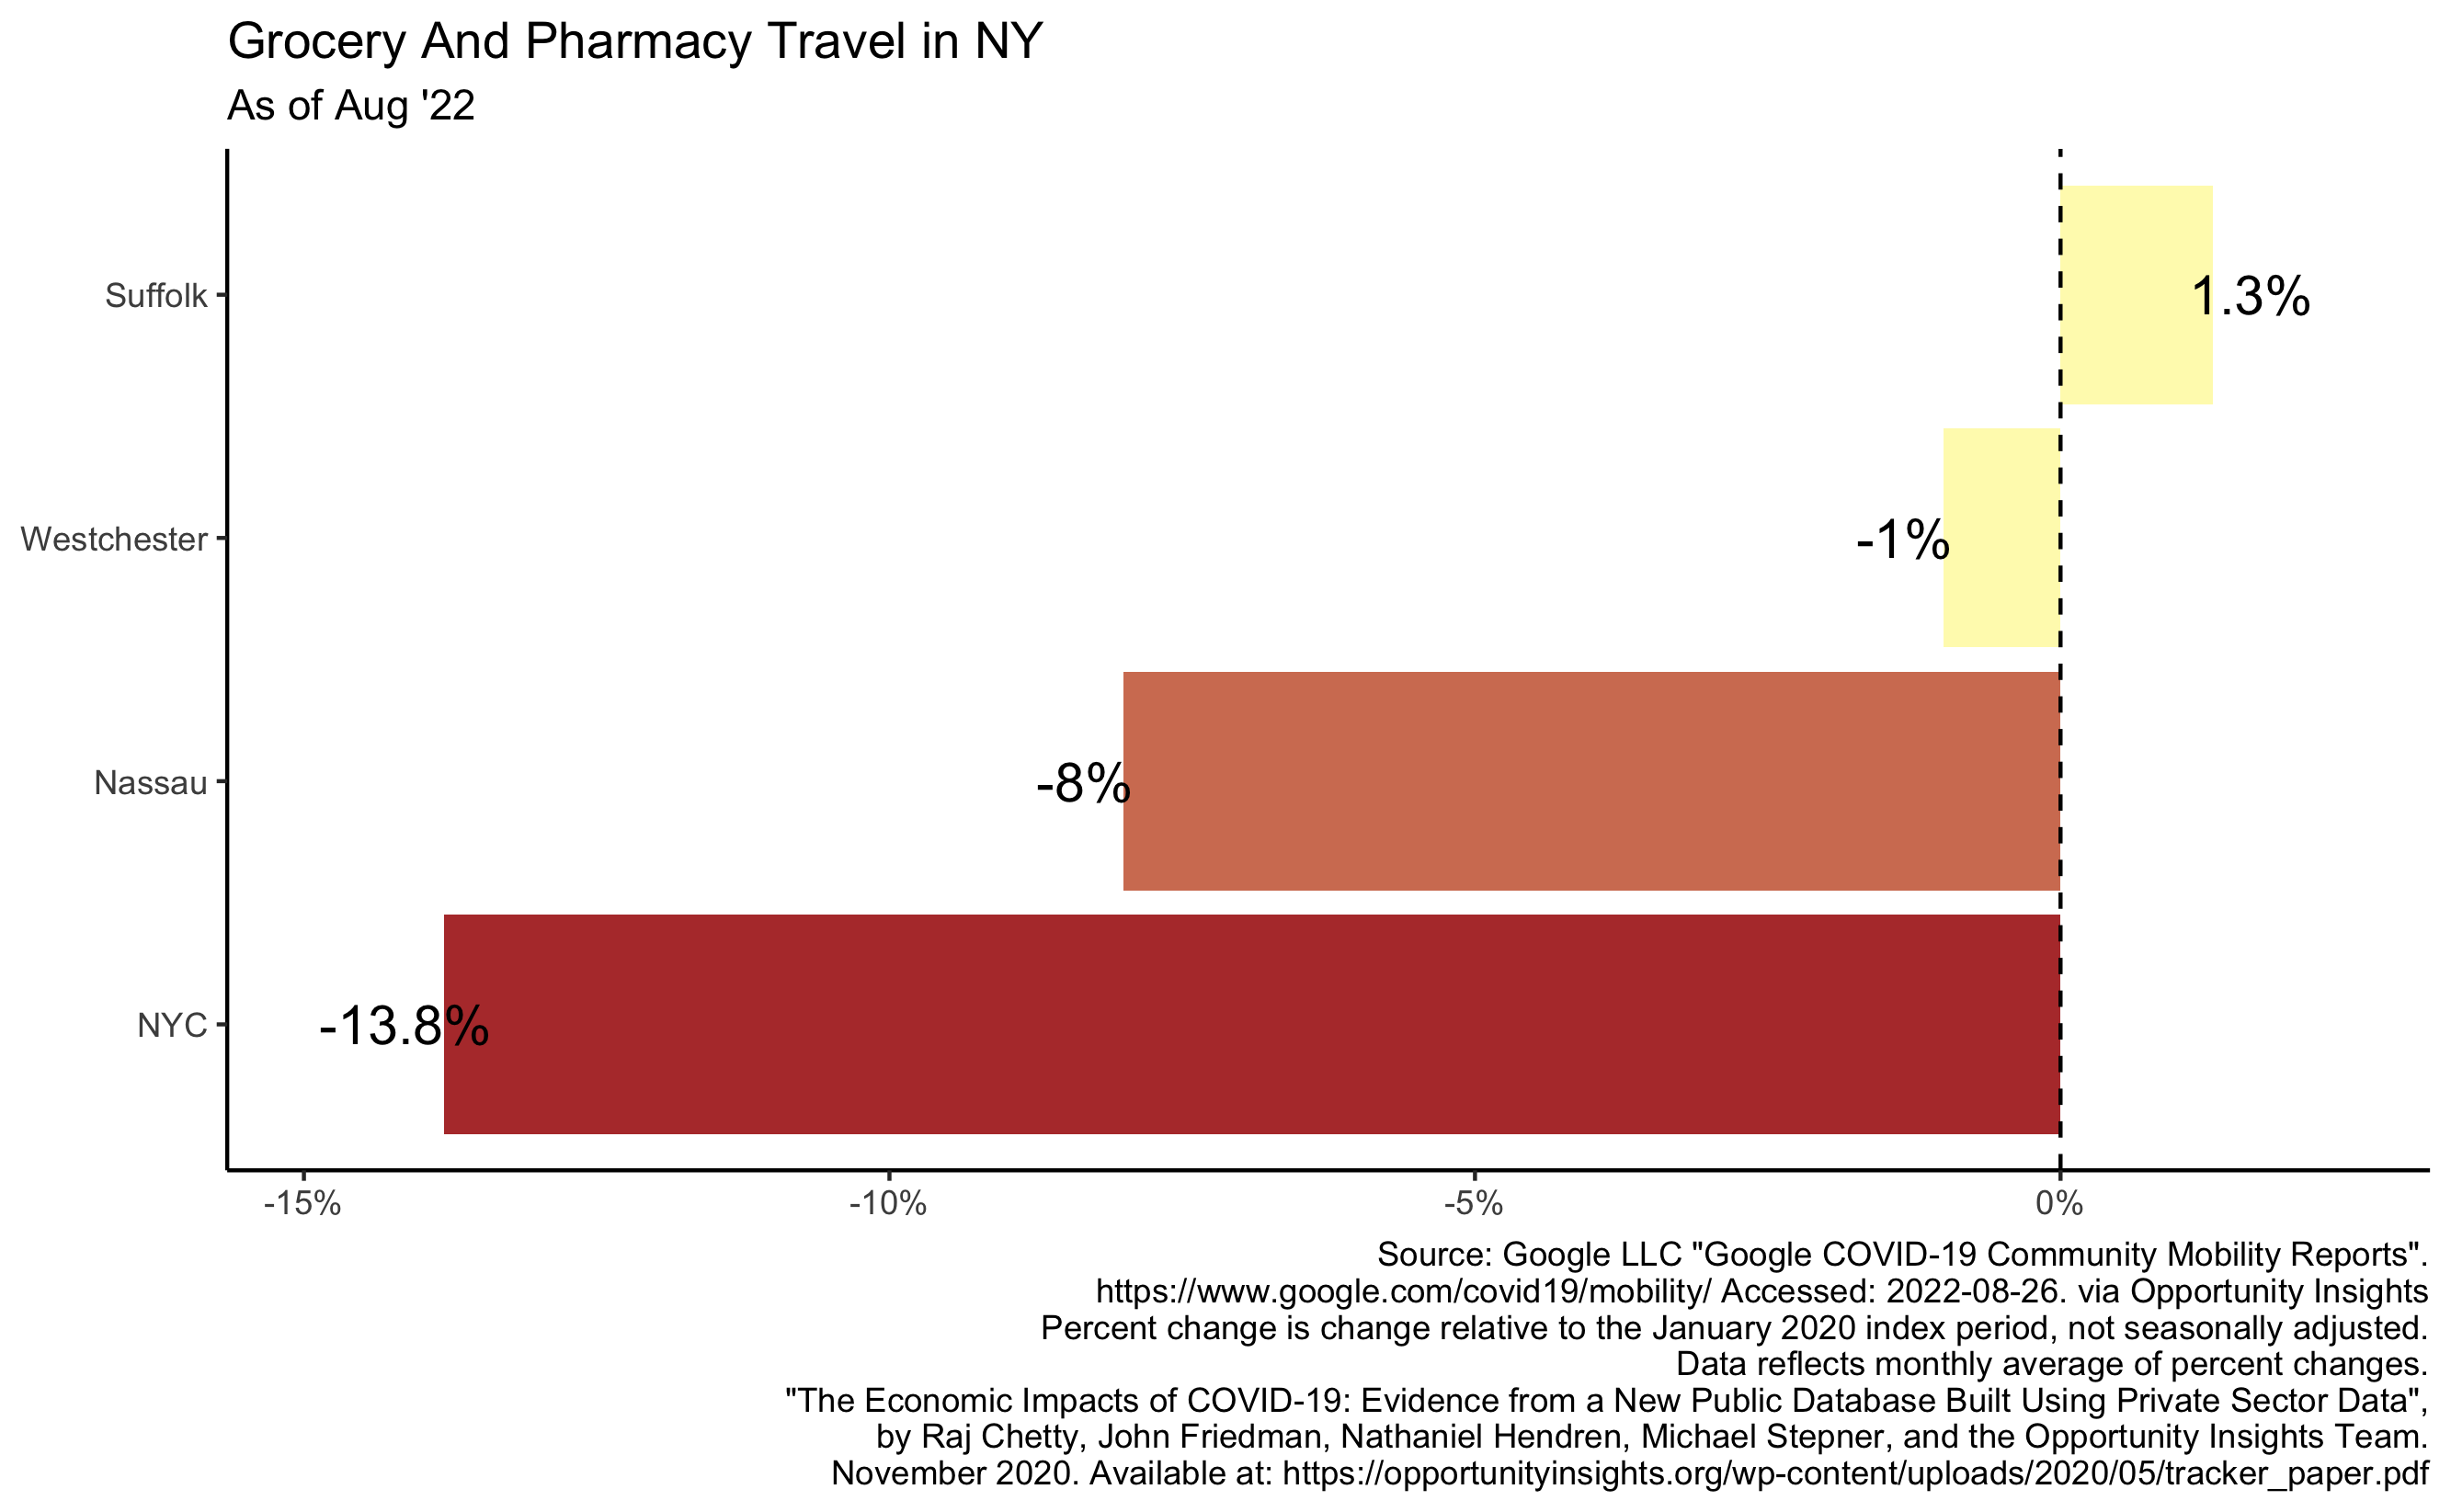 Grocery And Pharmacy Travel in NY
As of Aug '22
Suffolk
1.3%
Westchester
-1%
Nassau
-8%
NYC
-13.8%
-15%
-10%
-5%
0%
Source: Google LLC "Google COVID-19 Community Mobility Reports".
https://www.google.com/covid19/mobility/ Accessed: 2022-08-26. via Opportunity Insights
Percent change is change relative to the January 2020 index period, not seasonally adjusted.
Data reflects monthly average of percent changes.
"The Economic Impacts of COVID-19: Evidence from a New Public Database Built Using Private Sector Data",
by Raj Chetty, John Friedman, Nathaniel Hendren, Michael Stepner, and the Opportunity Insights Team.
November 2020. Available at: https://opportunityinsights.org/wp-content/uploads/2020/05/tracker_paper.pdf